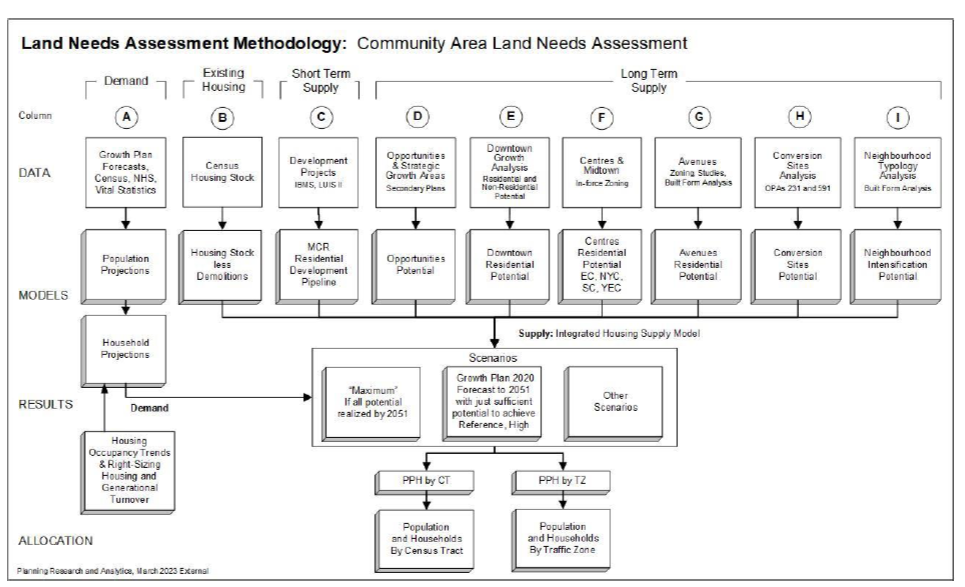 Land Needs Assessment Methodology: Community Area Land Needs Assessment
Demand
Existing
Housing
Short Term
Supply
Long Term
Supply
Column
A
B
C
D
E
F
G
H
I
DATA
Growth Plan
Forecasts,
Census, NHS,
Vital Statistics
Census
Housing Stock
Development
Projects
IBMS, LUIS II
Opportunities
& Strategic
Growth Areas
Secondary Plans
Downtown
Growth
Analysis
Residential and
Non-Residential
Potential
Centres &
Midtown
In-force Zoning
Avenues
Zoning, Studies,
Built Form Analysis
Conversion
Sites
Analysis
OPAs 231 and 591
Neighbourhood
Typology
Analysis
Built Form Analysis
MODELS
Population
Projections
Housing Stock
less
Demolitions
MCR
Residential
Development
Pipeline
Opportunities
Potential
Downtown
Residential
Potential
Centres
Residential
Potential
EC, NYC,
SC, YEC
Avenues
Residential
Potential
Conversion
Sites
Potential
Neighbourhood
Intensification
Potential
Household
Projections
Supply: Integrated Housing Supply Model
RESULTS
Demand
Scenarios
"Maximum"
If all potential
realized by 2051
Growth Plan 2020
Forecast to 2051
with just sufficient
potential to achieve
Reference, High
Other
Scenarios
Housing
Occupancy Trends
& Right-Sizing
Housing and
Generational
Turnover
PPH by CT
PPH by TZ
ALLOCATION
Population
and Households
By Census Tract
Population
and Households
By Traffic Zone
Planning Research and Analytics, March 2023 External